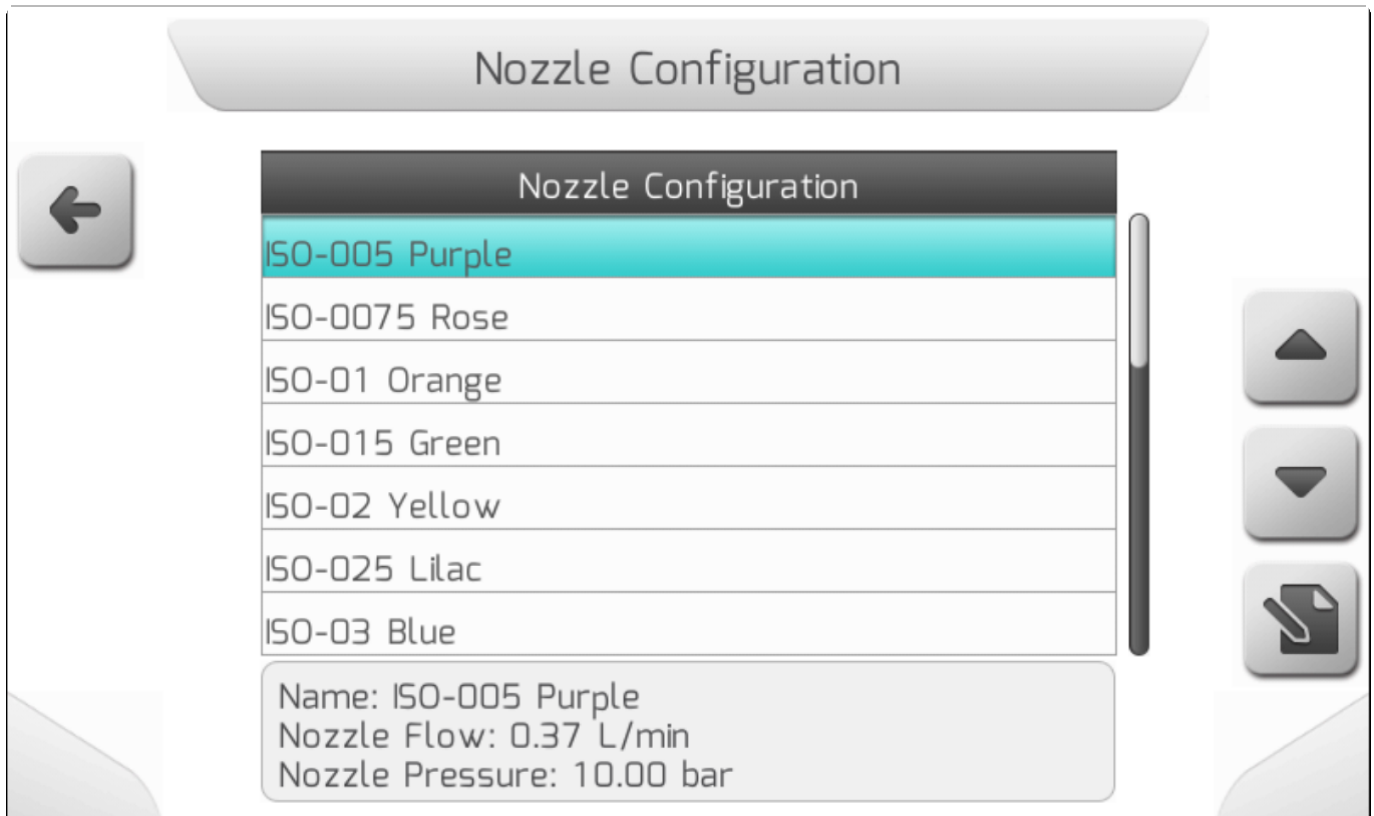 Nozzle Configuration
Nozzle Configuration
ISO-005 Purple
ISO-0075 Rose
ISO-01 Orange
ISO-015 Green
ISO-02 Yellow
ISO-025 Lilac
ISO-03 Blue
Name: ISO-005 Purple
Nozzle Flow: 0.37 L/min
Nozzle Pressure: 10.00 bar